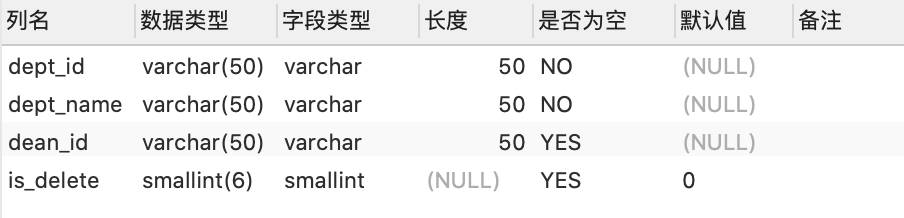 列名 数据类型 字段类型 长度 是否为空 默认值 备注
dept_id varchar(50) varchar 50 NO (NULL)
dept_name varchar(50) varchar 50 NO (NULL)
dean_id varchar(50) varchar 50 YES (NULL)
is_delete smallint(6) smallint (NULL) YES 0